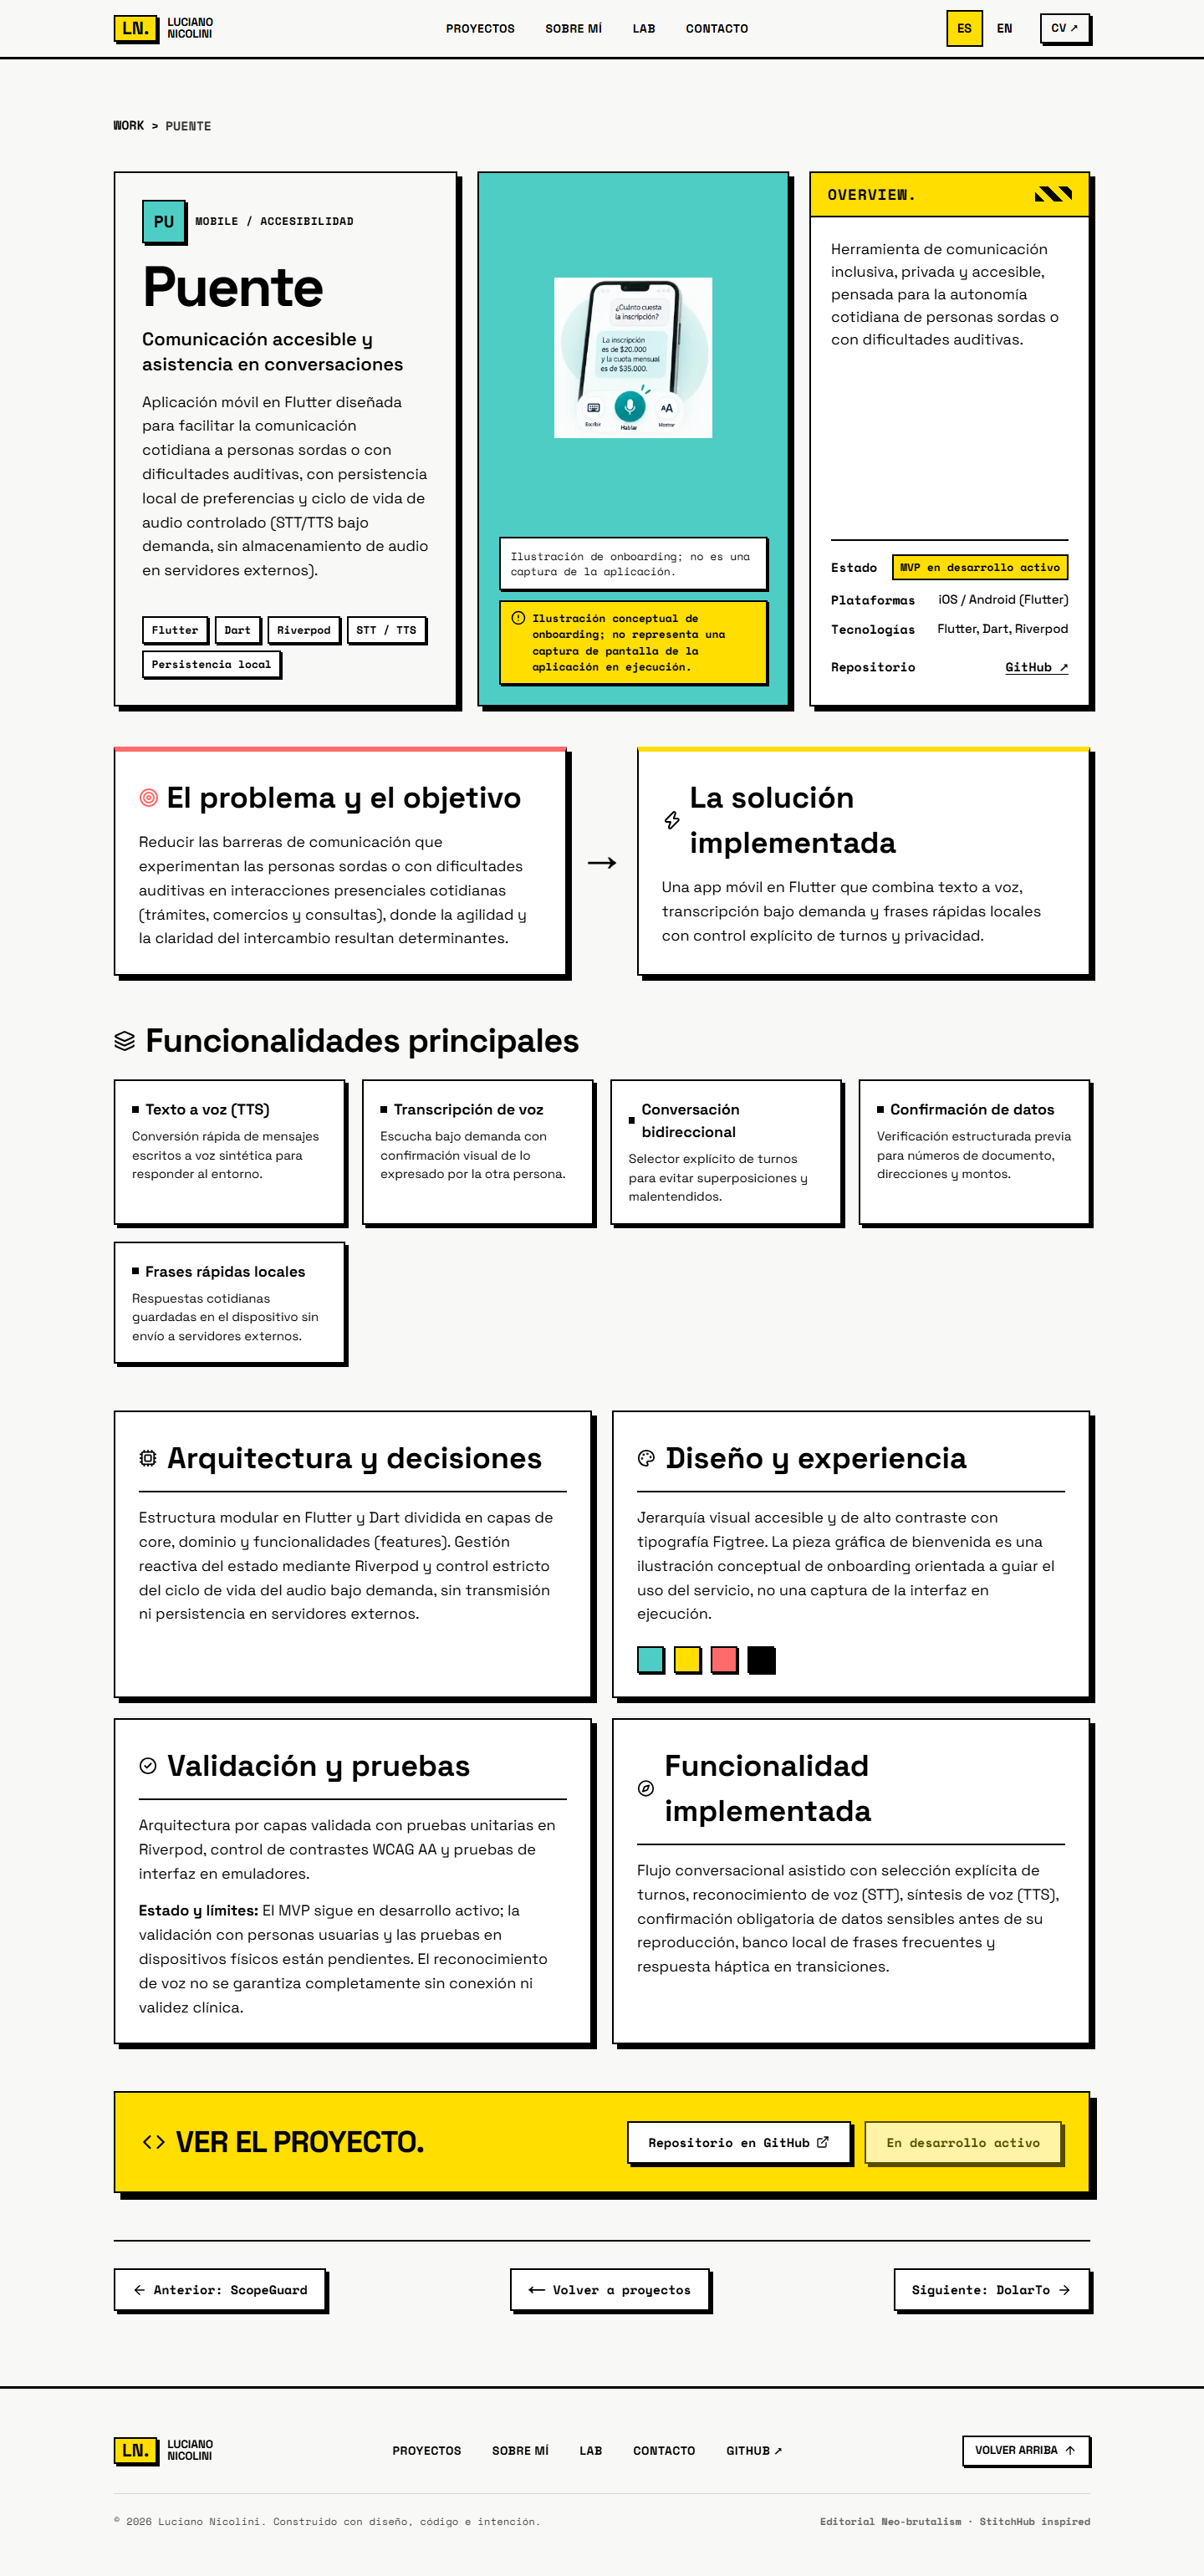 LN.
LUCIANO
NICOLINI
PROYECTOS
SOBRE MÍ
LAB
CONTACTO
ES
EN
CV ↗
WORK > PUENTE
PU
MOBILE / ACCESIBILIDAD
Puente
Comunicación accesible y
asistencia en conversaciones
Aplicación móvil en Flutter diseñada
para facilitar la comunicación
cotidiana a personas sordas o con
dificultades auditivas, con persistencia
local de preferencias y ciclo de vida de
audio controlado (STT/TTS bajo
demanda, sin almacenamiento de audio
en servidores externos).
Flutter
Dart
Riverpod
STT / TTS
Persistencia local
¿Cuánto cuesta
la inscripción?
La inscripción
es de $20.000
y la cuota mensual
es de $35.000.
AA
Escribir
Hablar
Mostrar
Ilustración de onboarding; no es una
captura de la aplicación.
Ilustración conceptual de
onboarding; no representa una
captura de pantalla de la
aplicación en ejecución.
OVERVIEW.
Herramienta de comunicación
inclusiva, privada y accesible,
pensada para la autonomía
cotidiana de personas sordas o
con dificultades auditivas.
Estado
MVP en desarrollo activo
Plataformas
iOS / Android (Flutter)
Tecnologías
Flutter, Dart, Riverpod
Repositorio
GitHub ↗
El problema y el objetivo
Reducir las barreras de comunicación que
experimentan las personas sordas o con dificultades
auditivas en interacciones presenciales cotidianas
(trámites, comercios y consultas), donde la agilidad y
la claridad del intercambio resultan determinantes.
→
La solución
implementada
Una app móvil en Flutter que combina texto a voz,
transcripción bajo demanda y frases rápidas locales
con control explícito de turnos y privacidad.
Funcionalidades principales
Texto a voz (TTS)
Conversión rápida de mensajes
escritos a voz sintética para
responder al entorno.
Transcripción de voz
Escucha bajo demanda con
confirmación visual de lo
expresado por la otra persona.
Conversación
bidireccional
Selector explícito de turnos
para evitar superposiciones y
malentendidos.
Confirmación de datos
Verificación estructurada previa
para números de documento,
direcciones y montos.
Frases rápidas locales
Respuestas cotidianas
guardadas en el dispositivo sin
envío a servidores externos.
Arquitectura y decisiones
Estructura modular en Flutter y Dart dividida en capas de
core, dominio y funcionalidades (features). Gestión
reactiva del estado mediante Riverpod y control estricto
del ciclo de vida del audio bajo demanda, sin transmisión
ni persistencia en servidores externos.
Diseño y experiencia
Jerarquía visual accesible y de alto contraste con
tipografía Figtree. La pieza gráfica de bienvenida es una
ilustración conceptual de onboarding orientada a guiar el
uso del servicio, no una captura de la interfaz en
ejecución.
Validación y pruebas
Arquitectura por capas validada con pruebas unitarias en
Riverpod, control de contrastes WCAG AA y pruebas de
interfaz en emuladores.
Estado y límites: El MVP sigue en desarrollo activo; la
validación con personas usuarias y las pruebas en
dispositivos físicos están pendientes. El reconocimiento
de voz no se garantiza completamente sin conexión ni
validez clínica.
Funcionalidad
implementada
Flujo conversacional asistido con selección explícita de
turnos, reconocimiento de voz (STT), síntesis de voz (TTS),
confirmación obligatoria de datos sensibles antes de su
reproducción, banco local de frases frecuentes y
respuesta háptica en transiciones.
VER EL PROYECTO.
Repositorio en GitHub
En desarrollo activo
← Anterior: ScopeGuard
⟵ Volver a proyectos
Siguiente: DolarTo →
LN.
LUCIANO
NICOLINI
PROYECTOS
SOBRE MÍ
LAB
CONTACTO
GITHUB ↗
VOLVER ARRIBA ↑
© 2026 Luciano Nicolini. Construido con diseño, código e intención.
Editorial Neo-brutalism · StitchHub inspired